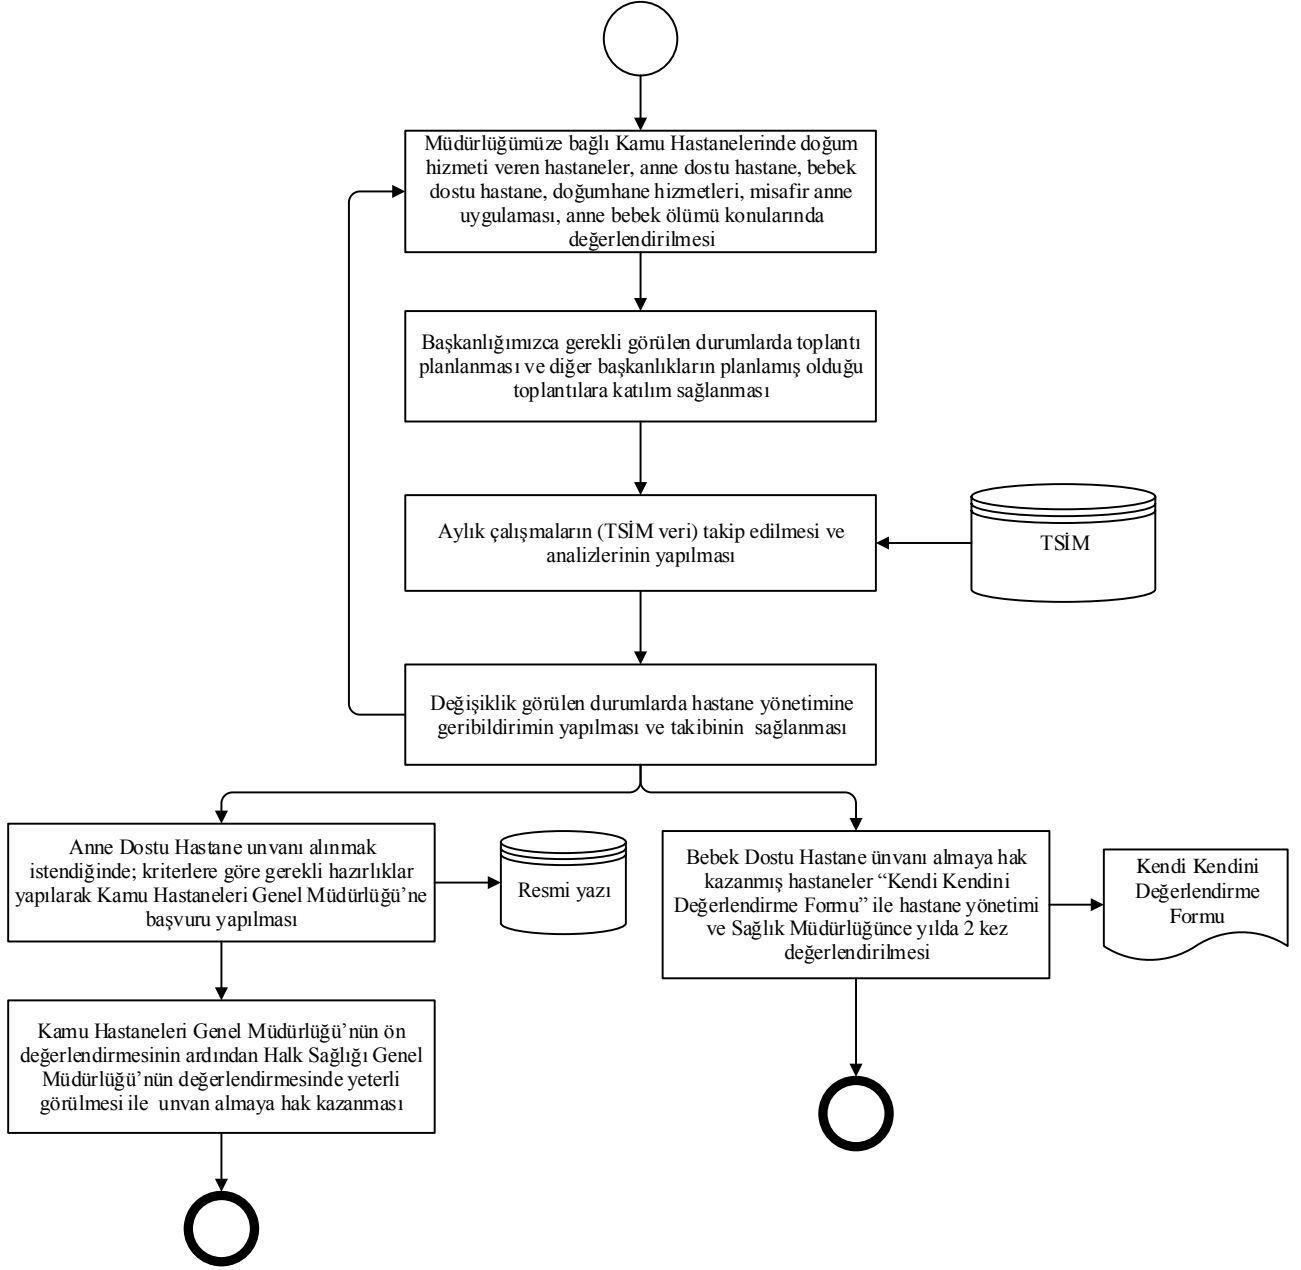 Müdürlüğümüze bağlı Kamu Hastanelerinde doğum
hizmeti veren hastaneler, anne dostu hastane, bebek
dostu hastane, doğumhane hizmetleri, misafir anne
uygulaması, anne bebek ölümü konularında
değerlendirilmesi
Başkanlığımızca gerekli görülen durumlarda toplantı
planlanması ve diğer başkanlıkların planlamış olduğu
toplantılara katılım sağlanması
Aylık çalışmaların (TSİM veri) takip edilmesi ve
analizlerinin yapılması
TSİM
Değişiklik görülen durumlarda hastane yönetimine
geribildirimin yapılması ve takibinin sağlanması
Anne Dostu Hastane unvanı alınmak
istendiğinde; kriterlere göre gerekli hazırlıklar
yapılarak Kamu Hastaneleri Genel Müdürlüğü’ne
başvuru yapılması
Resmi yazı
Bebek Dostu Hastane ünvanı almaya hak
kazanmış hastaneler “Kendi Kendini
Değerlendirme Formu” ile hastane yönetimi
ve Sağlık Müdürlüğünce yılda 2 kez
değerlendirilmesi
Kendi Kendini
Değerlendirme
Formu
Kamu Hastaneleri Genel Müdürlüğü’nün ön
değerlendirmesinin ardından Halk Sağlığı Genel
Müdürlüğü’nün değerlendirmesinde yeterli
görülmesi ile unvan almaya hak kazanması